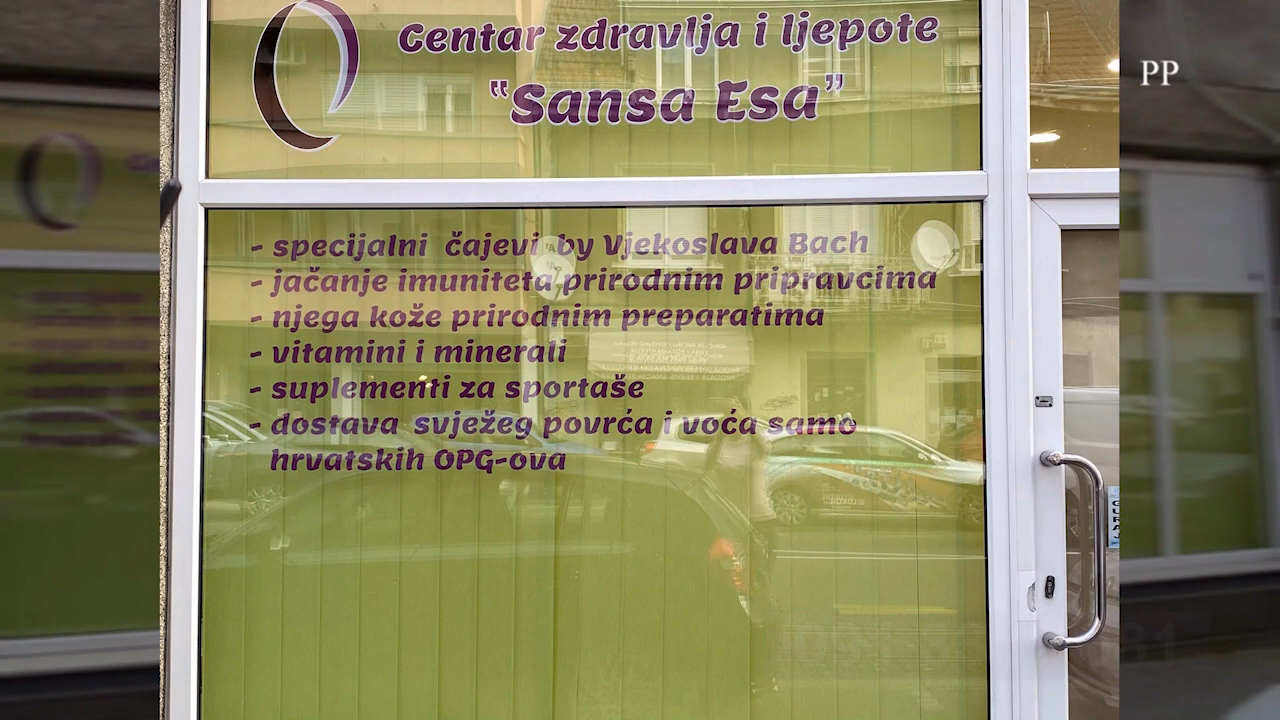 Centar zdravlja i ljepote
"Sansa Esa"
PP
- specijalni čajevi by Vjekoslava Bach
- jačanje imuniteta prirodnim pripravcima
- njega kože prirodnim preparatima
- vitamini i minerali
- suplementi za sportaše
- dostava svježeg povrća i voća samo
hrvatskih OPG-ova
GURAJ